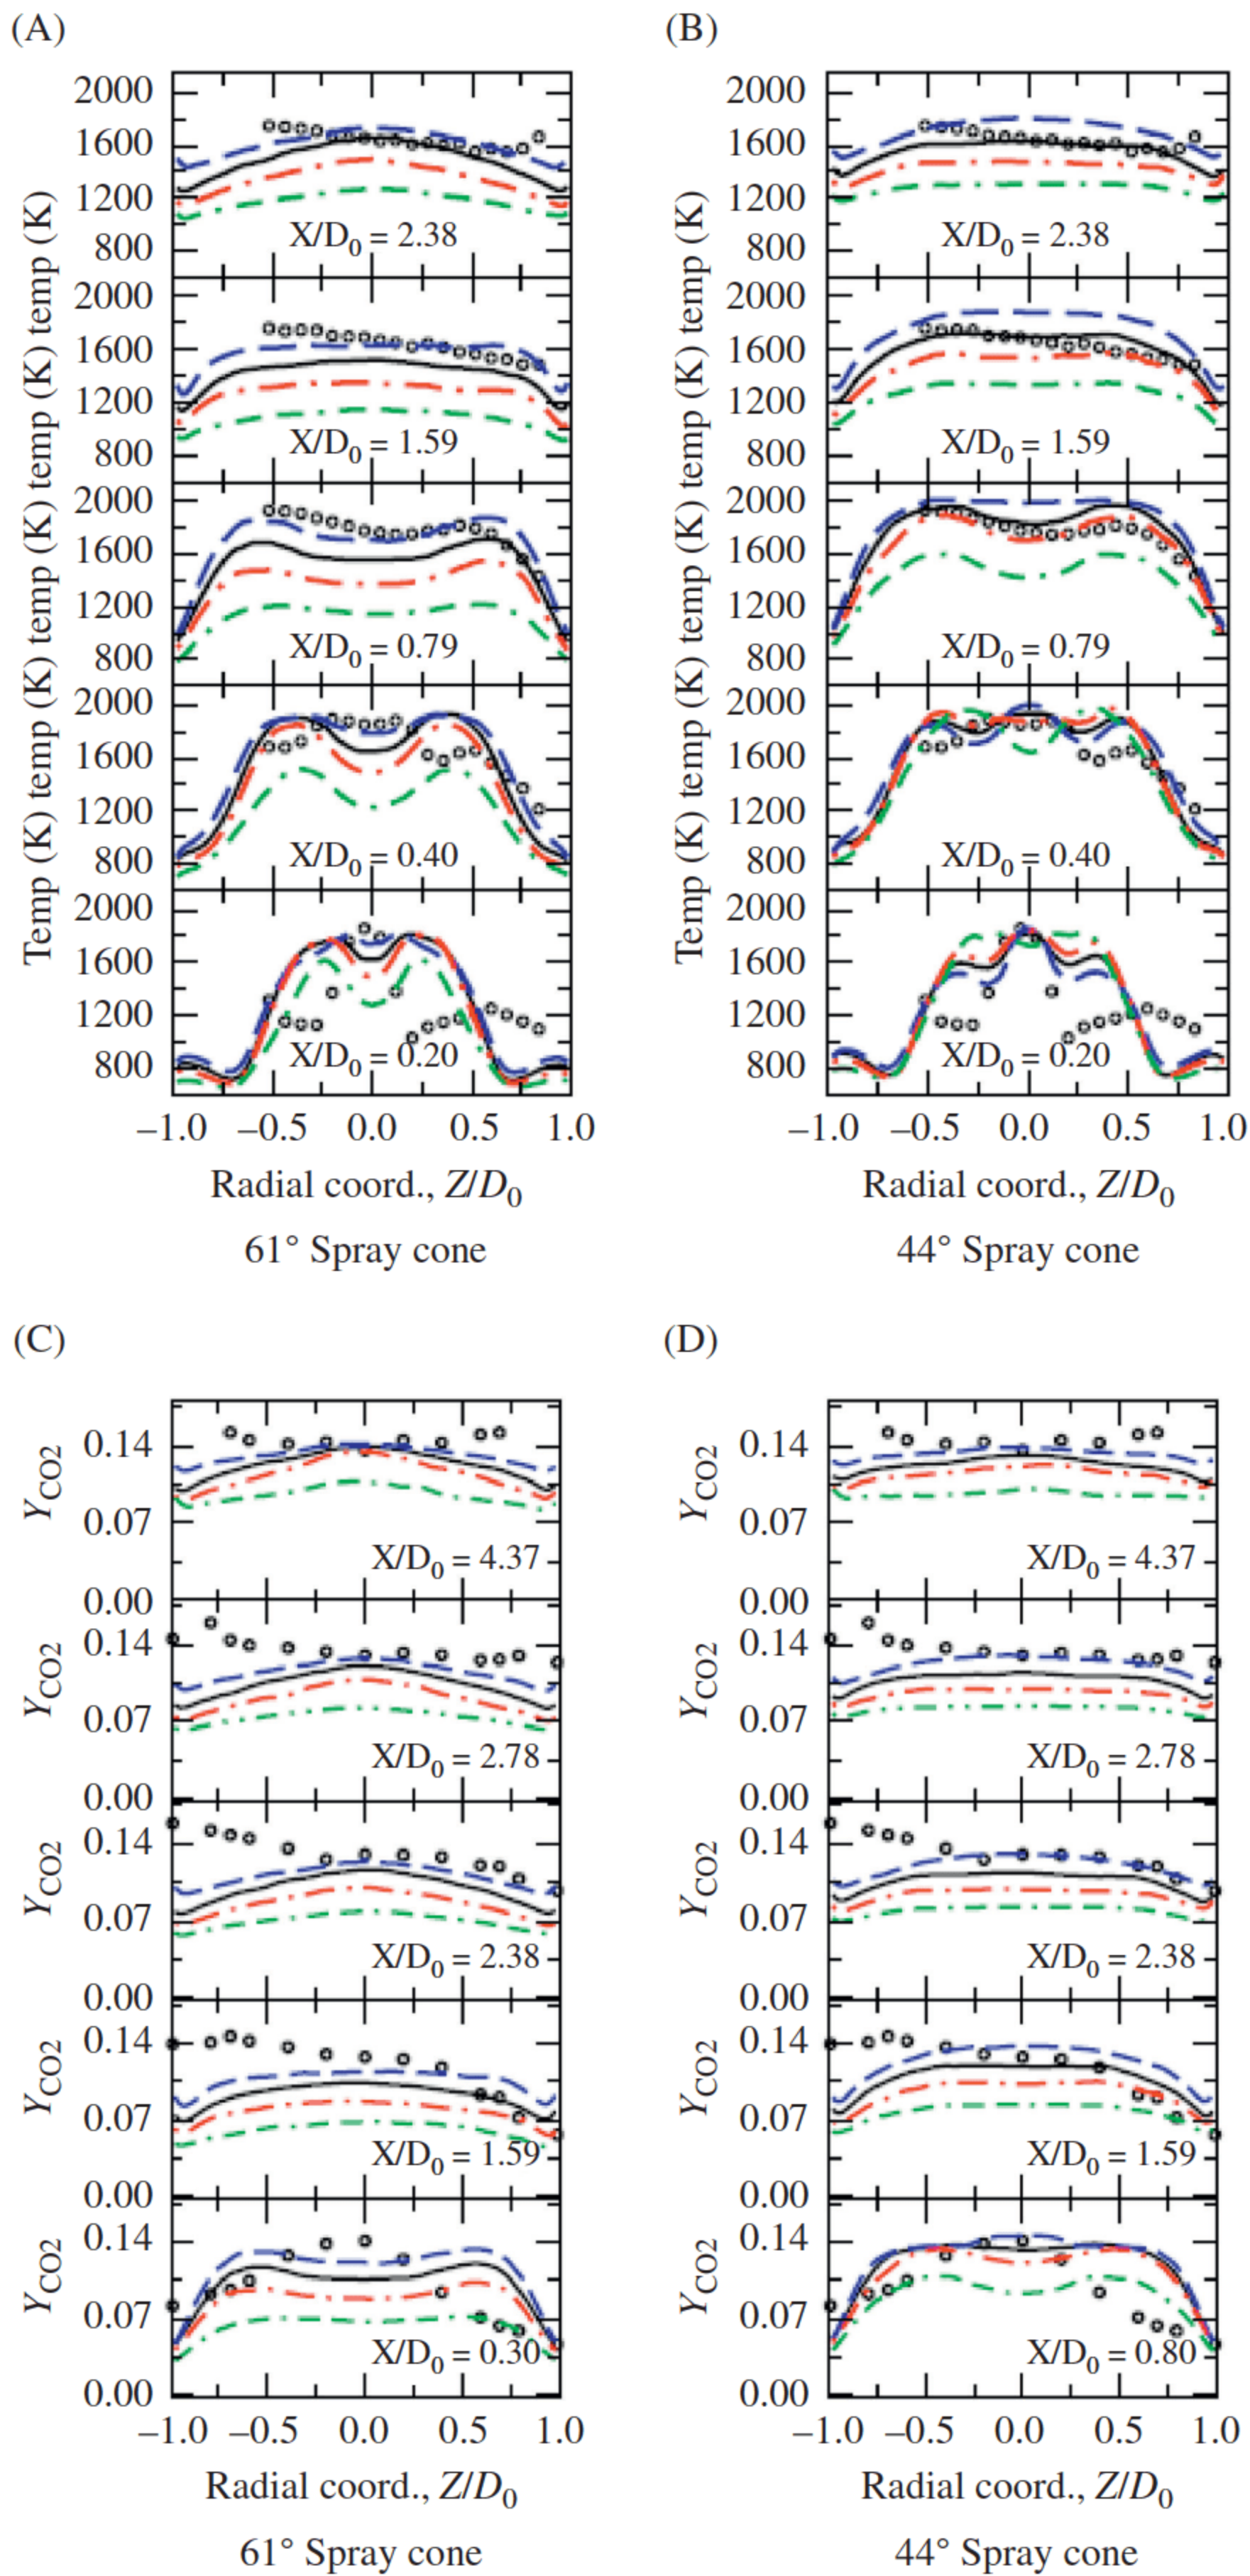 (A)
(B)
Temp (K) temp (K) temp (K) temp (K) temp (K)
2000
1600
1200
800
X/D0 = 2.38
2000
1600
1200
800
X/D0 = 1.59
2000
1600
1200
800
X/D0 = 0.79
2000
1600
1200
800
X/D0 = 0.40
2000
1600
1200
800
X/D0 = 0.20
–1.0 –0.5 0.0 0.5 1.0
Radial coord., Z/D0
61° Spray cone
Temp (K) temp (K) temp (K) temp (K) temp (K)
2000
1600
1200
800
X/D0 = 2.38
2000
1600
1200
800
X/D0 = 1.59
2000
1600
1200
800
X/D0 = 0.79
2000
1600
1200
800
X/D0 = 0.40
2000
1600
1200
800
X/D0 = 0.20
–1.0 –0.5 0.0 0.5 1.0
Radial coord., Z/D0
44° Spray cone
(C)
(D)
YCO2
0.14
0.07
0.00
X/D0 = 4.37
YCO2
0.14
0.07
0.00
X/D0 = 2.78
YCO2
0.14
0.07
0.00
X/D0 = 2.38
YCO2
0.14
0.07
0.00
X/D0 = 1.59
YCO2
0.14
0.07
0.00
X/D0 = 0.30
–1.0 –0.5 0.0 0.5 1.0
Radial coord., Z/D0
61° Spray cone
YCO2
0.14
0.07
0.00
X/D0 = 4.37
YCO2
0.14
0.07
0.00
X/D0 = 2.78
YCO2
0.14
0.07
0.00
X/D0 = 2.38
YCO2
0.14
0.07
0.00
X/D0 = 1.59
YCO2
0.14
0.07
0.00
X/D0 = 0.80
–1.0 –0.5 0.0 0.5 1.0
Radial coord., Z/D0
44° Spray cone